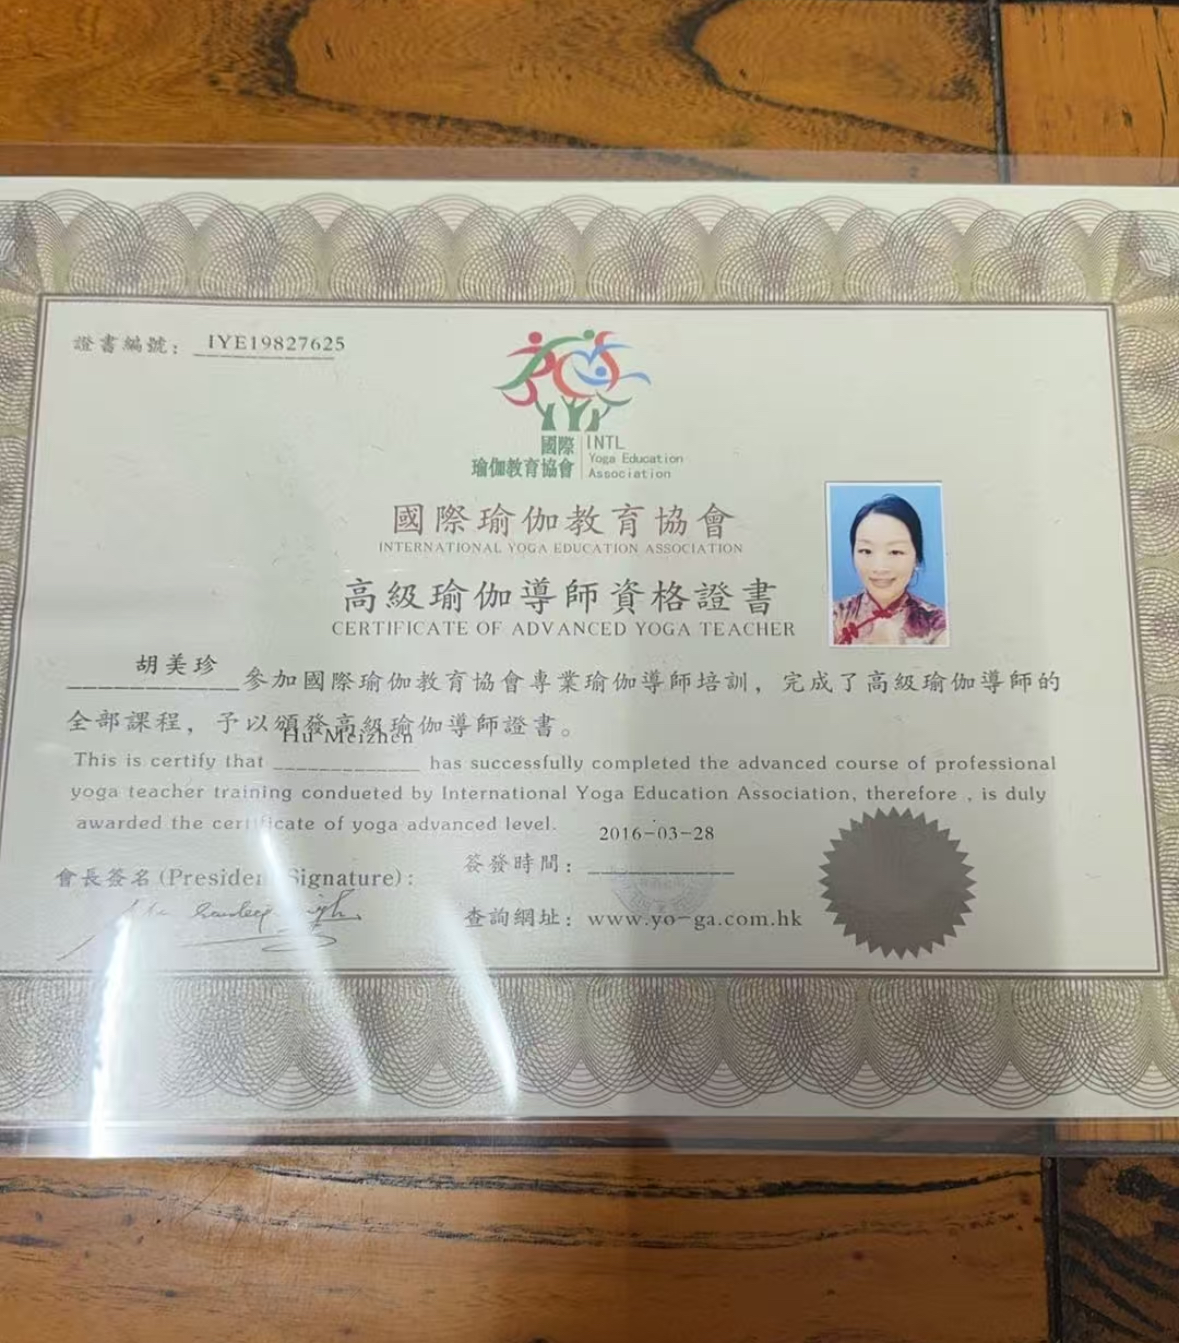 證書編號： IYE19827625
國際 INTL
瑜伽教育協會 Yoga Education
Association
國際瑜伽教育協會
INTERNATIONAL YOGA EDUCATION ASSOCIATION
高級瑜伽導師資格證書
CERTIFICATE OF ADVANCED YOGA TEACHER
胡美珍 參加國際瑜伽教育協會專業瑜伽導師培訓，完成了高級瑜伽導師的
全部課程，予以頒發高級瑜伽導師證書。
Hu Meizhen
This is certify that ____________ has successfully completed the advanced course of professional
yoga teacher training condueted by International Yoga Education Association, therefore , is duly
awarded the certificate of yoga advanced level.
2016-03-28
簽發時間：
會長簽名(President Signature):
查詢網址：www.yo-ga.com.hk